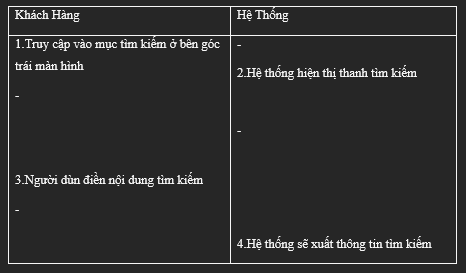 Khách Hàng
Hệ Thống
1.Truy cập vào mục tìm kiếm ở bên góc
trái màn hình
-
3.Người dùn điền nội dung tìm kiếm
-
-
2.Hệ thống hiện thị thanh tìm kiếm
-
4.Hệ thống sẽ xuất thông tin tìm kiếm